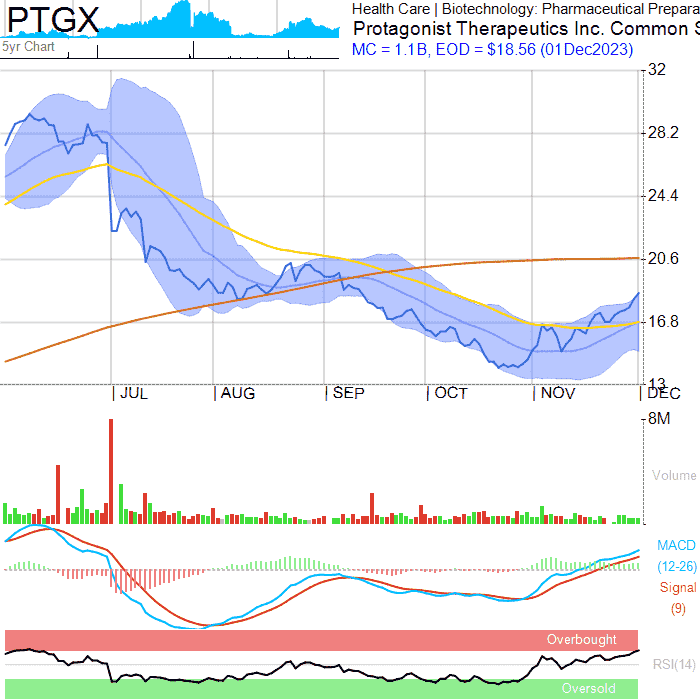 PTGX
5yr Chart
Health Care | Biotechnology: Pharmaceutical Prepara
Protagonist Therapeutics Inc. Common S
MC = 1.1B, EOD = $18.56 (01Dec2023)
32
28.2
24.4
20.6
16.8
13
JUL AUG SEP OCT NOV DEC
8M
Volume
MACD
(12-26)
Signal
(9)
Overbought
RSI(14)
Oversold